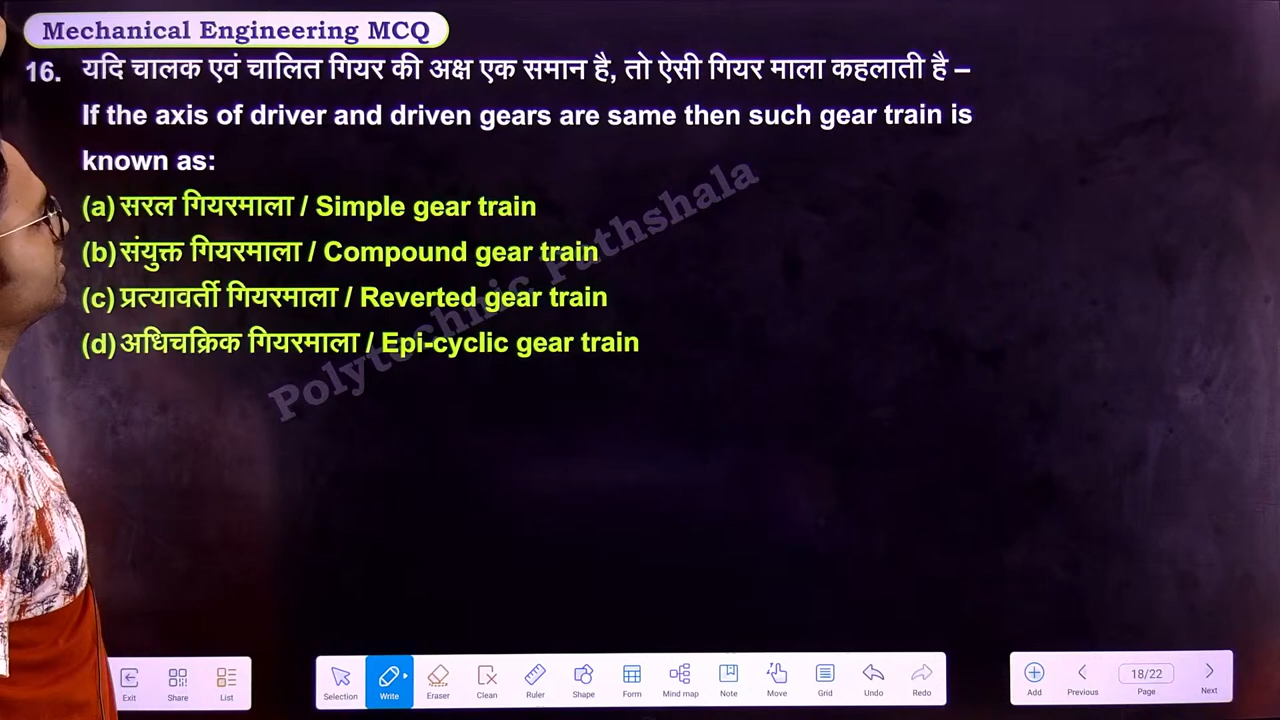 Mechanical Engineering MCQ
16. यदि चालक एवं चालित गियर की अक्ष एक समान है, तो ऐसी गियर माला कहलाती है –
If the axis of driver and driven gears are same then such gear train is
known as:
(a) सरल गियरमाला / Simple gear train
(b) संयुक्त गियरमाला / Compound gear train
(c) प्रत्यावर्ती गियरमाला / Reverted gear train
(d) अधिचक्रिक गियरमाला / Epi-cyclic gear train
Polytechnic Pathshala
Exit Share List Selection Write Eraser Clean Ruler Shape Form Mind map Note Move Grid Undo Redo Add Previous 18/22 Page Next